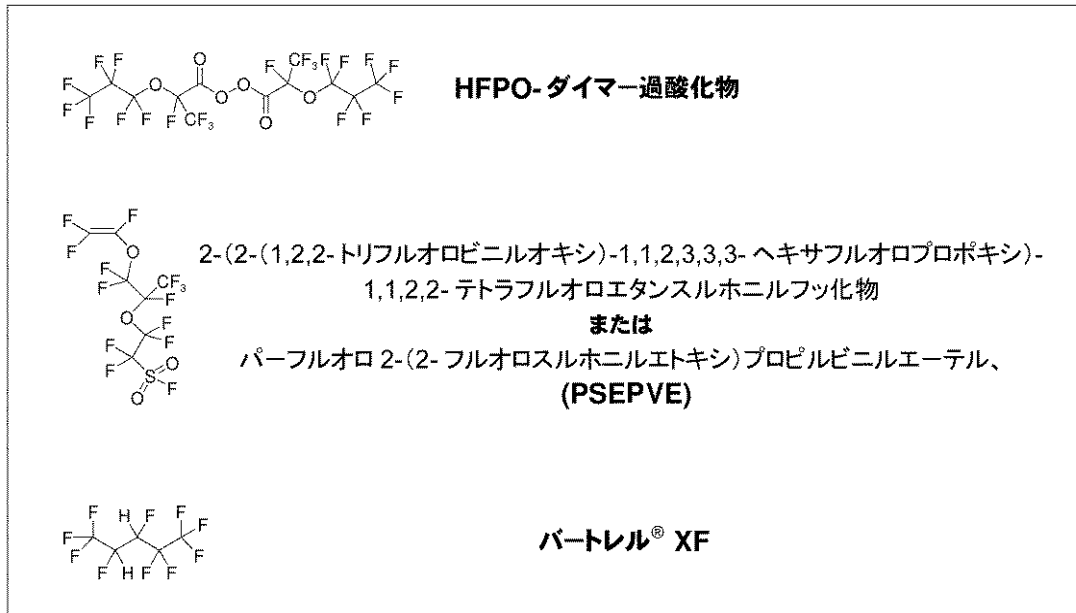 HFPO-ダイマー過酸化物
2-(2-(1,2,2-トリフルオロビニルオキシ)-1,1,2,3,3,3-ヘキサフルオロプロポキシ)-
1,1,2,2-テトラフルオロエタンスルホニルフッ化物
または
パーフルオロ2-(2-フルオロスルホニルエトキシ)プロピルビニルエーテル、
(PSEPVE)
バートレル® XF